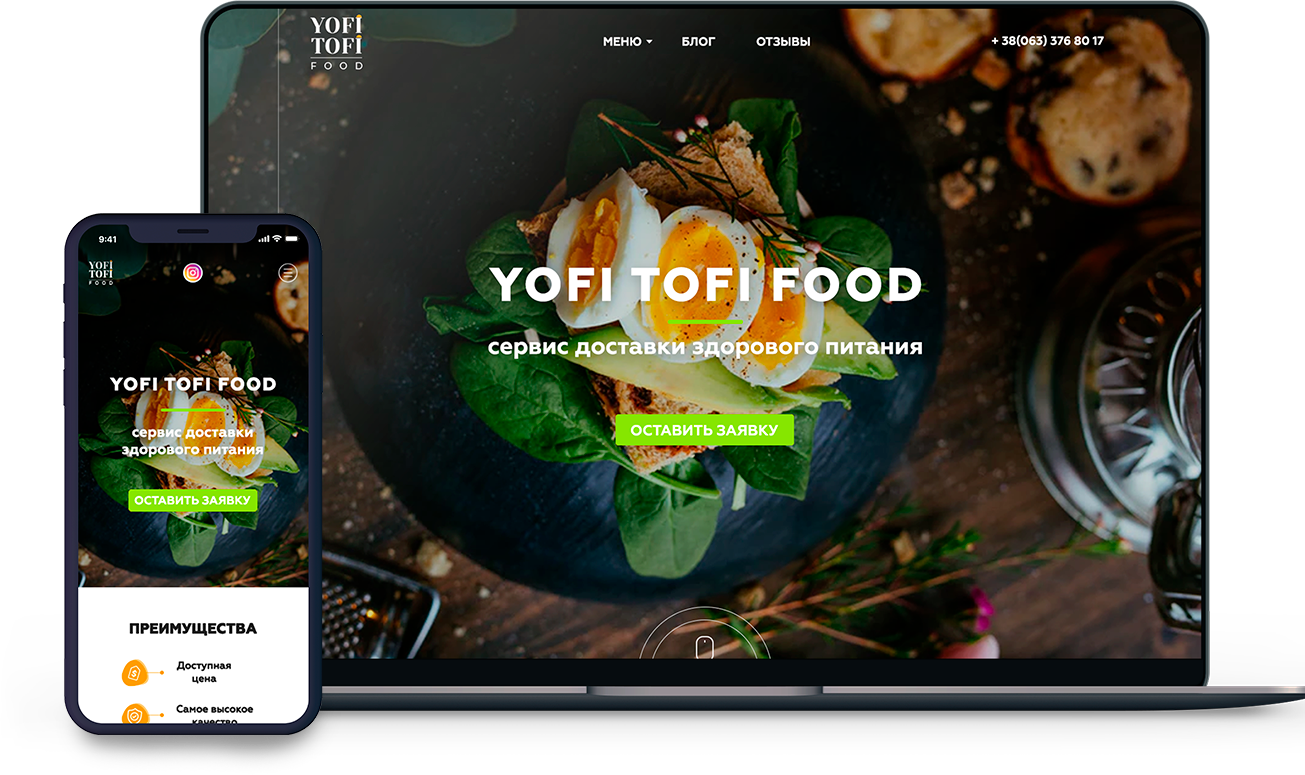 YOFi
TOFi
FOOD
МЕНЮ
БЛОГ
ОТЗЫВЫ
+ 38(063) 376 80 17
YOFI TOFI FOOD
сервис доставки здорового питания
ОСТАВИТЬ ЗАЯВКУ
9:41
YOFi
TOFi
FOOD
YOFI TOFI FOOD
сервис доставки
здорового питания
ОСТАВИТЬ ЗАЯВКУ
ПРЕИМУЩЕСТВА
Доступная
цена
Самое высокое
качество